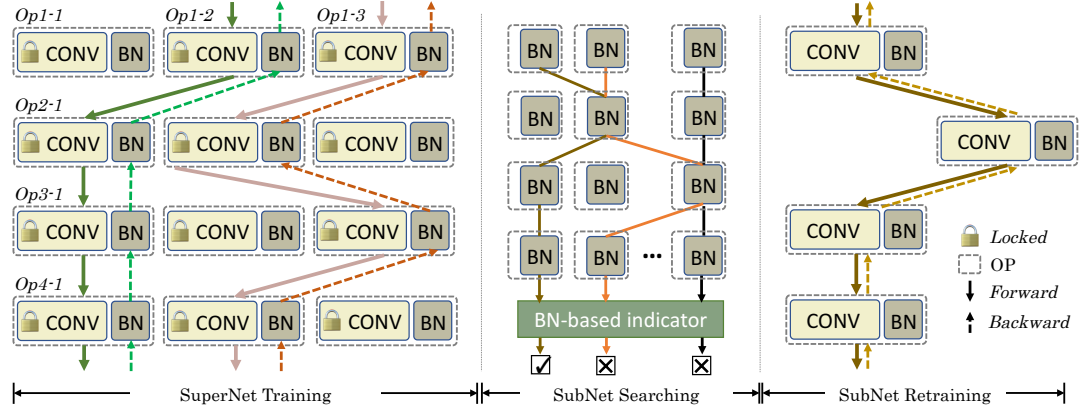 Op1-1 Op1-2 Op1-3
CONV BN CONV BN CONV BN
Op2-1
CONV BN CONV BN CONV BN
Op3-1
CONV BN CONV BN CONV BN
Op4-1
CONV BN CONV BN CONV BN
SuperNet Training
BN BN BN
BN BN BN
BN BN BN
BN BN ... BN
BN-based indicator
SubNet Searching
CONV BN
CONV BN
CONV BN
CONV BN
Locked
OP
Forward
Backward
SubNet Retraining